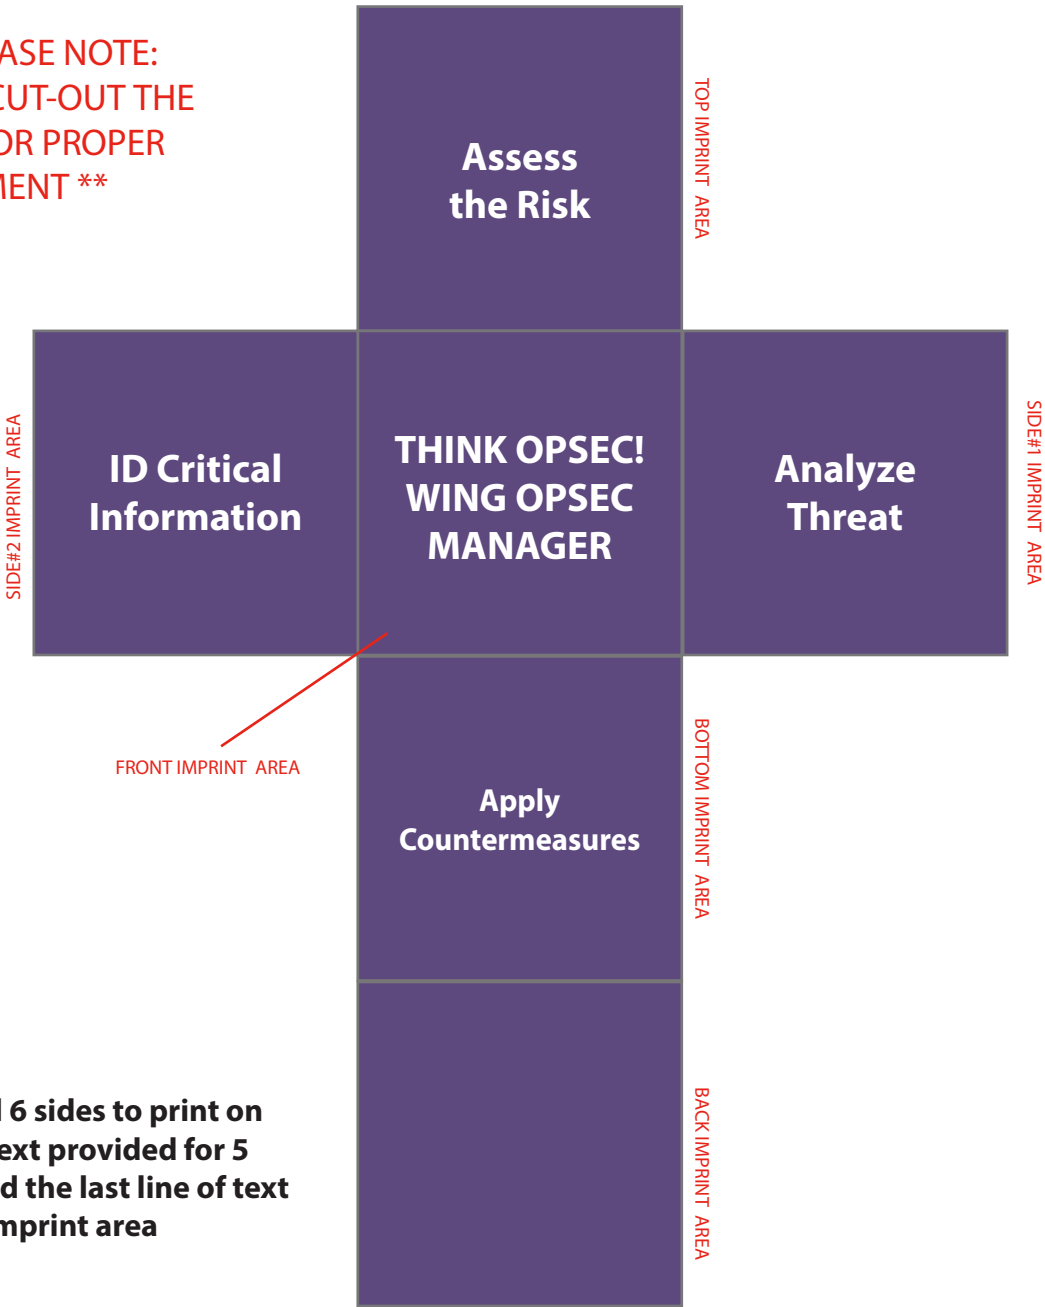 ASE NOTE:
CUT-OUT THE
OR PROPER
MENT **
TOP IMPRINT AREA
Assess
the Risk
SIDE#2 IMPRINT AREA
ID Critical
Information
THINK OPSEC!
WING OPSEC
MANAGER
Analyze
Threat
SIDE#1 IMPRINT AREA
FRONT IMPRINT AREA
Apply
Countermeasures
BOTTOM IMPRINT AREA
6 sides to print on
ext provided for 5
d the last line of text
mprint area
BACK IMPRINT AREA